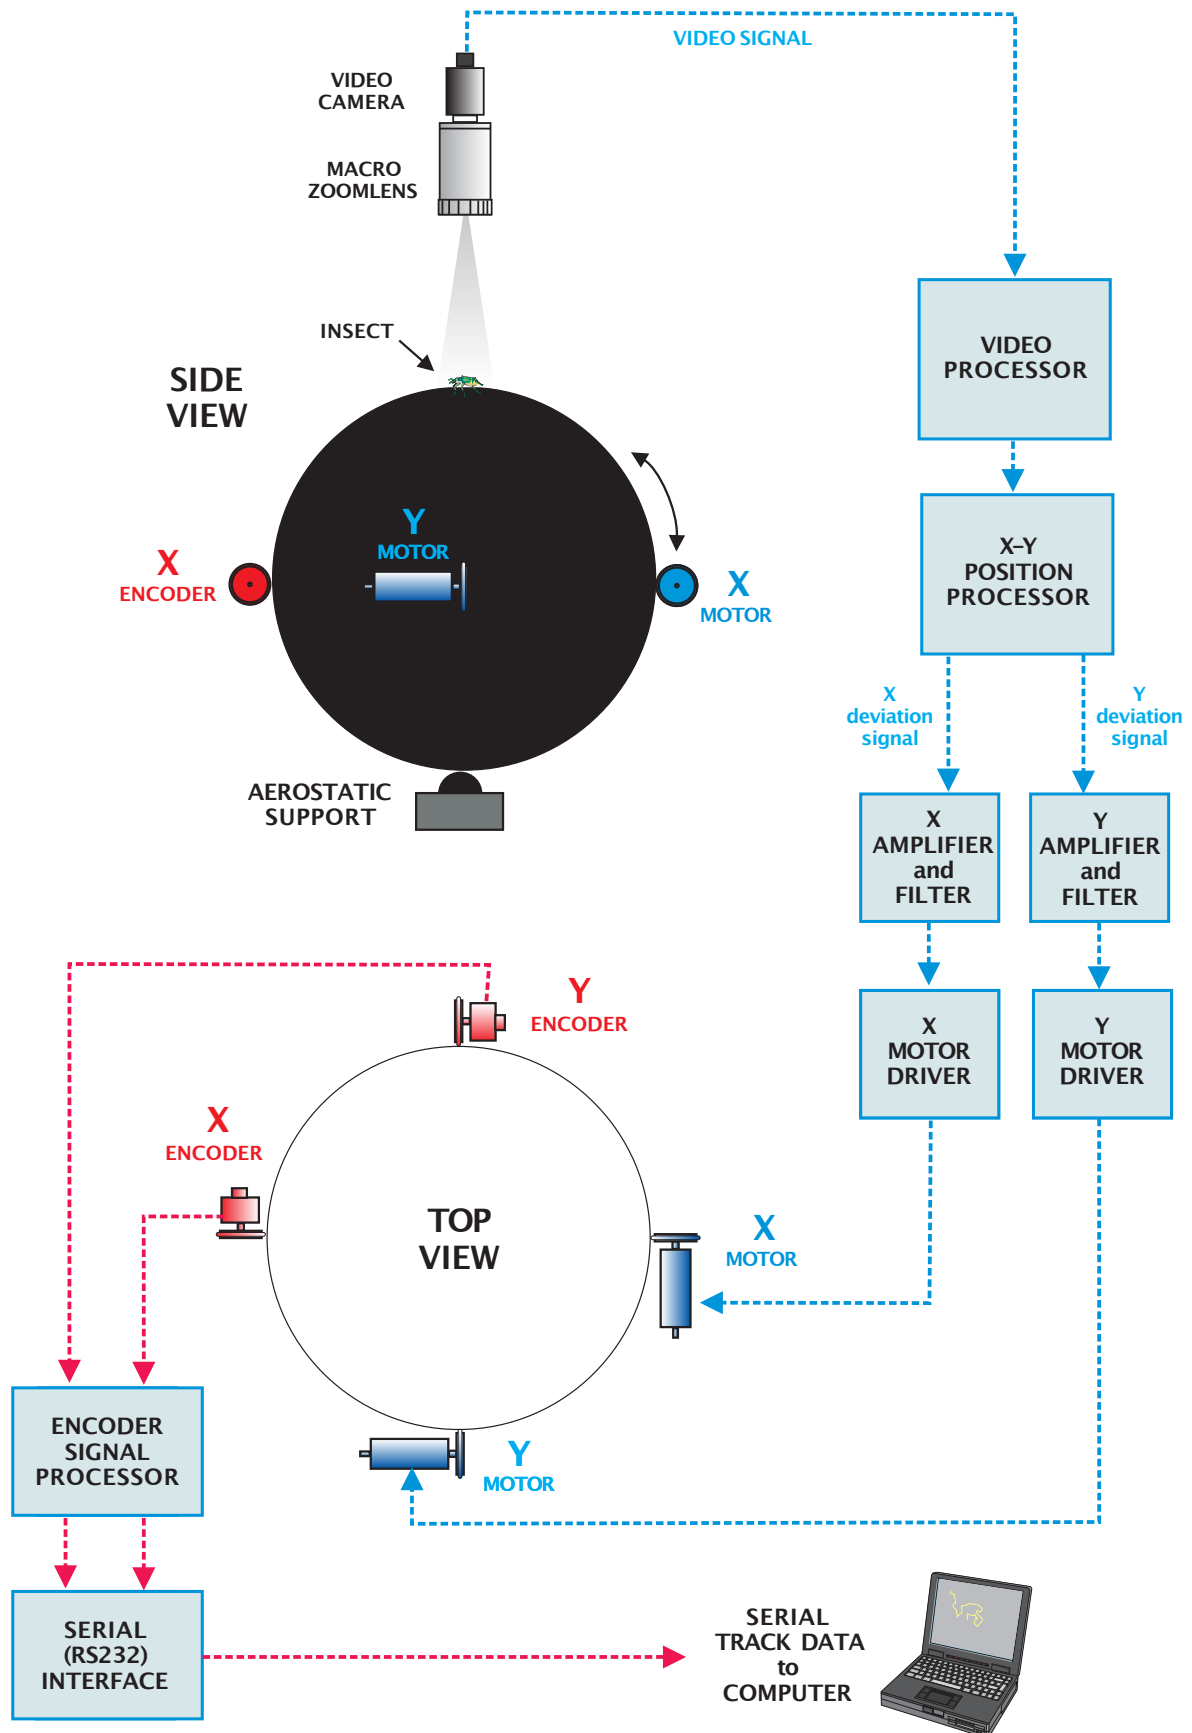 VIDEO SIGNAL
VIDEO
CAMERA
MACRO
ZOOMLENS
INSECT
SIDE
VIEW
VIDEO
PROCESSOR
X
ENCODER
Y
MOTOR
X
MOTOR
X–Y
POSITION
PROCESSOR
X
deviation
signal
Y
deviation
signal
AEROSTATIC
SUPPORT
X
AMPLIFIER
and
FILTER
Y
AMPLIFIER
and
FILTER
Y
ENCODER
X
MOTOR
DRIVER
Y
MOTOR
DRIVER
X
ENCODER
TOP
VIEW
X
MOTOR
ENCODER
SIGNAL
PROCESSOR
Y
MOTOR
SERIAL
(RS232)
INTERFACE
SERIAL
TRACK DATA
to
COMPUTER